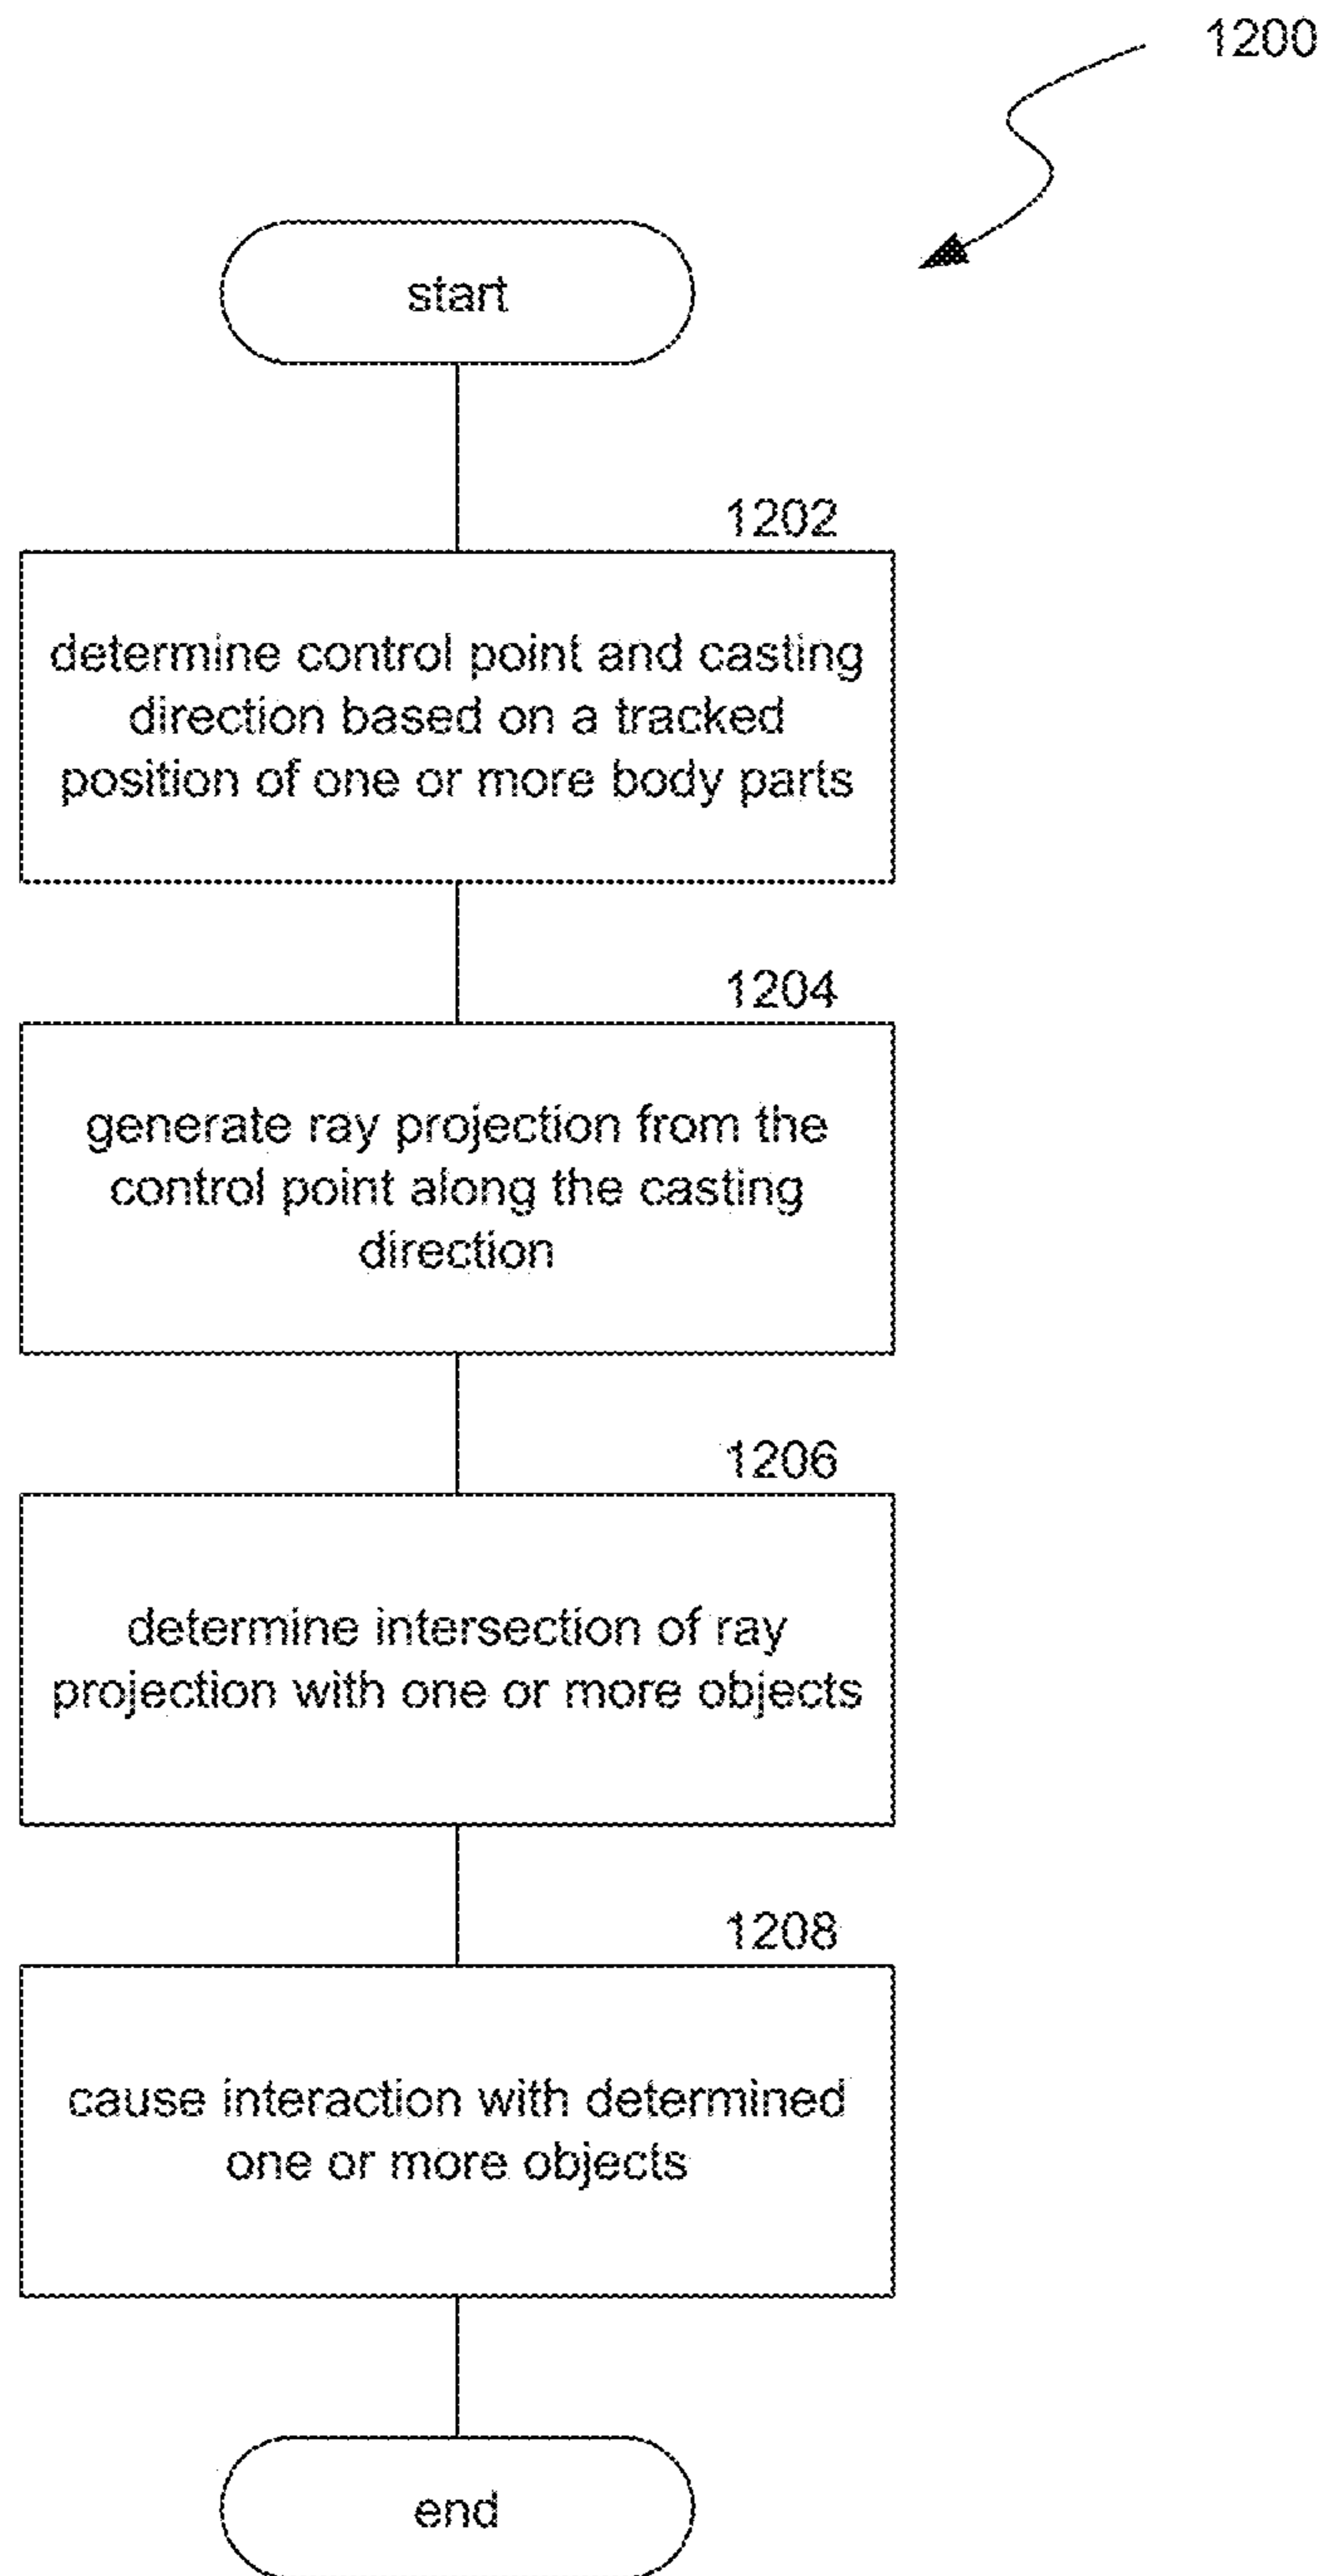 1200
start
1202
determine control point and casting
direction based on a tracked
position of one or more body parts
1204
generate ray projection from the
control point along the casting
direction
1206
determine intersection of ray
projection with one or more objects
1208
cause interaction with determined
one or more objects
end